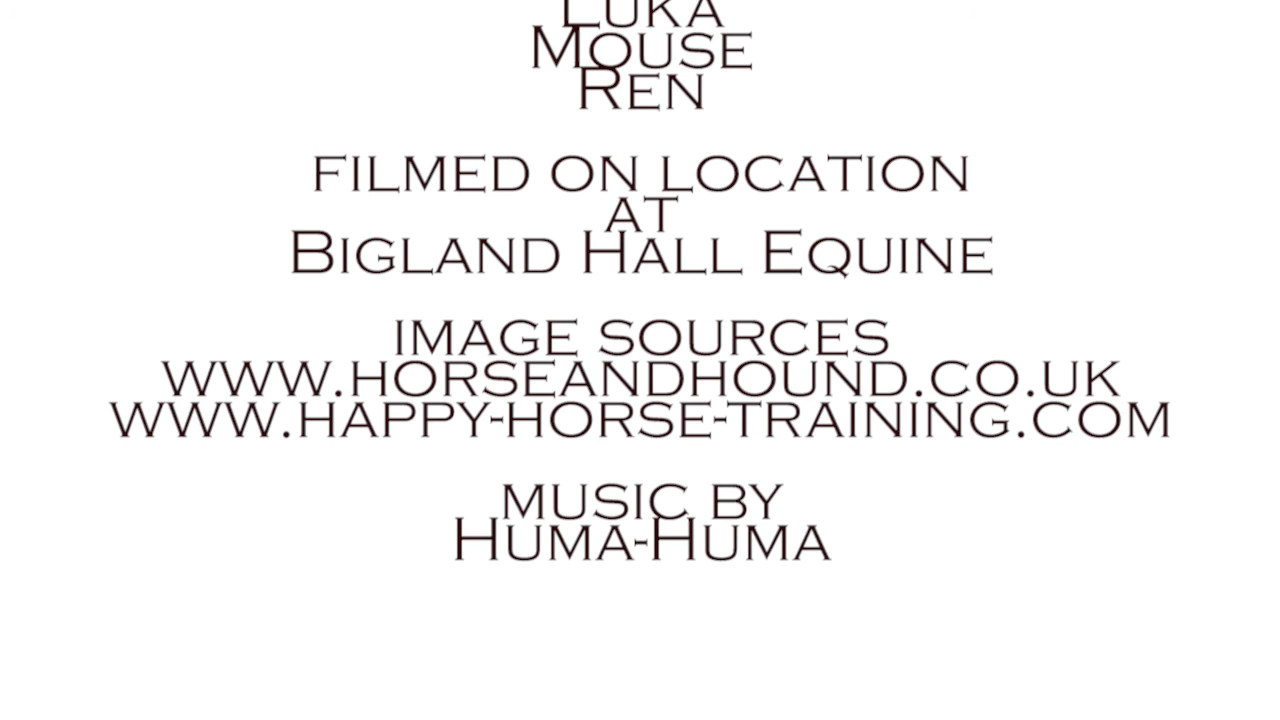 Luka
Mouse
Ren
filmed on location
at
Bigland Hall Equine
image sources
www.horseandhound.co.uk
www.happy-horse-training.com
music by
Huma-Huma